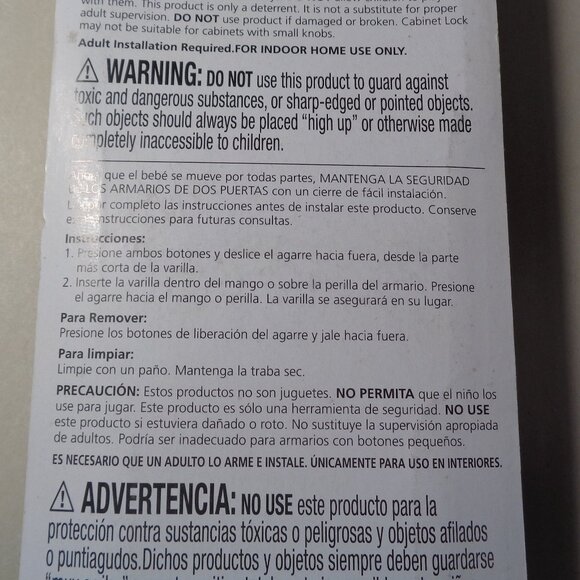 with them. This product is only a deterrent. It is not a substitute for proper
adult supervision. DO NOT use product if damaged or broken. Cabinet Lock
may not be suitable for cabinets with small knobs.
Adult Installation Required.FOR INDOOR HOME USE ONLY.
⚠ WARNING: DO NOT use this product to guard against
toxic and dangerous substances, or sharp-edged or pointed objects.
Such objects should always be placed “high up” or otherwise made
completely inaccessible to children.
Ahora que el bebé se mueve por todas partes, MANTENGA LA SEGURIDAD
DE LOS ARMARIOS DE DOS PUERTAS con un cierre de fácil instalación.
por completo las instrucciones antes de instalar este producto. Conserve
instrucciones para futuras consultas.
Instrucciones:
1. Presione ambos botones y deslice el agarre hacia fuera, desde la parte
más corta de la varilla.
2. Inserte la varilla dentro del mango o sobre la perilla del armario. Presione
el agarre hacia el mango o perilla. La varilla se asegurará en su lugar.
Para Remover:
Presione los botones de liberación del agarre y jale hacia fuera.
Para limpiar:
Limpie con un paño. Mantenga la traba sec.
PRECAUCIÓN: Estos productos no son juguetes. NO PERMITA que el niño los
use para jugar. Este producto es sólo una herramienta de seguridad. NO USE
este producto si estuviera dañado o roto. No sustituye la supervisión apropiada
de adultos. Podría ser inadecuado para armarios con botones pequeños.
ES NECESARIO QUE UN ADULTO LO ARME E INSTALE. ÚNICAMENTE PARA USO EN INTERIORES.
⚠ ADVERTENCIA: NO USE este producto para la
protección contra sustancias tóxicas o peligrosas y objetos afilados
o puntiagudos.Dichos productos y objetos siempre deben guardarse